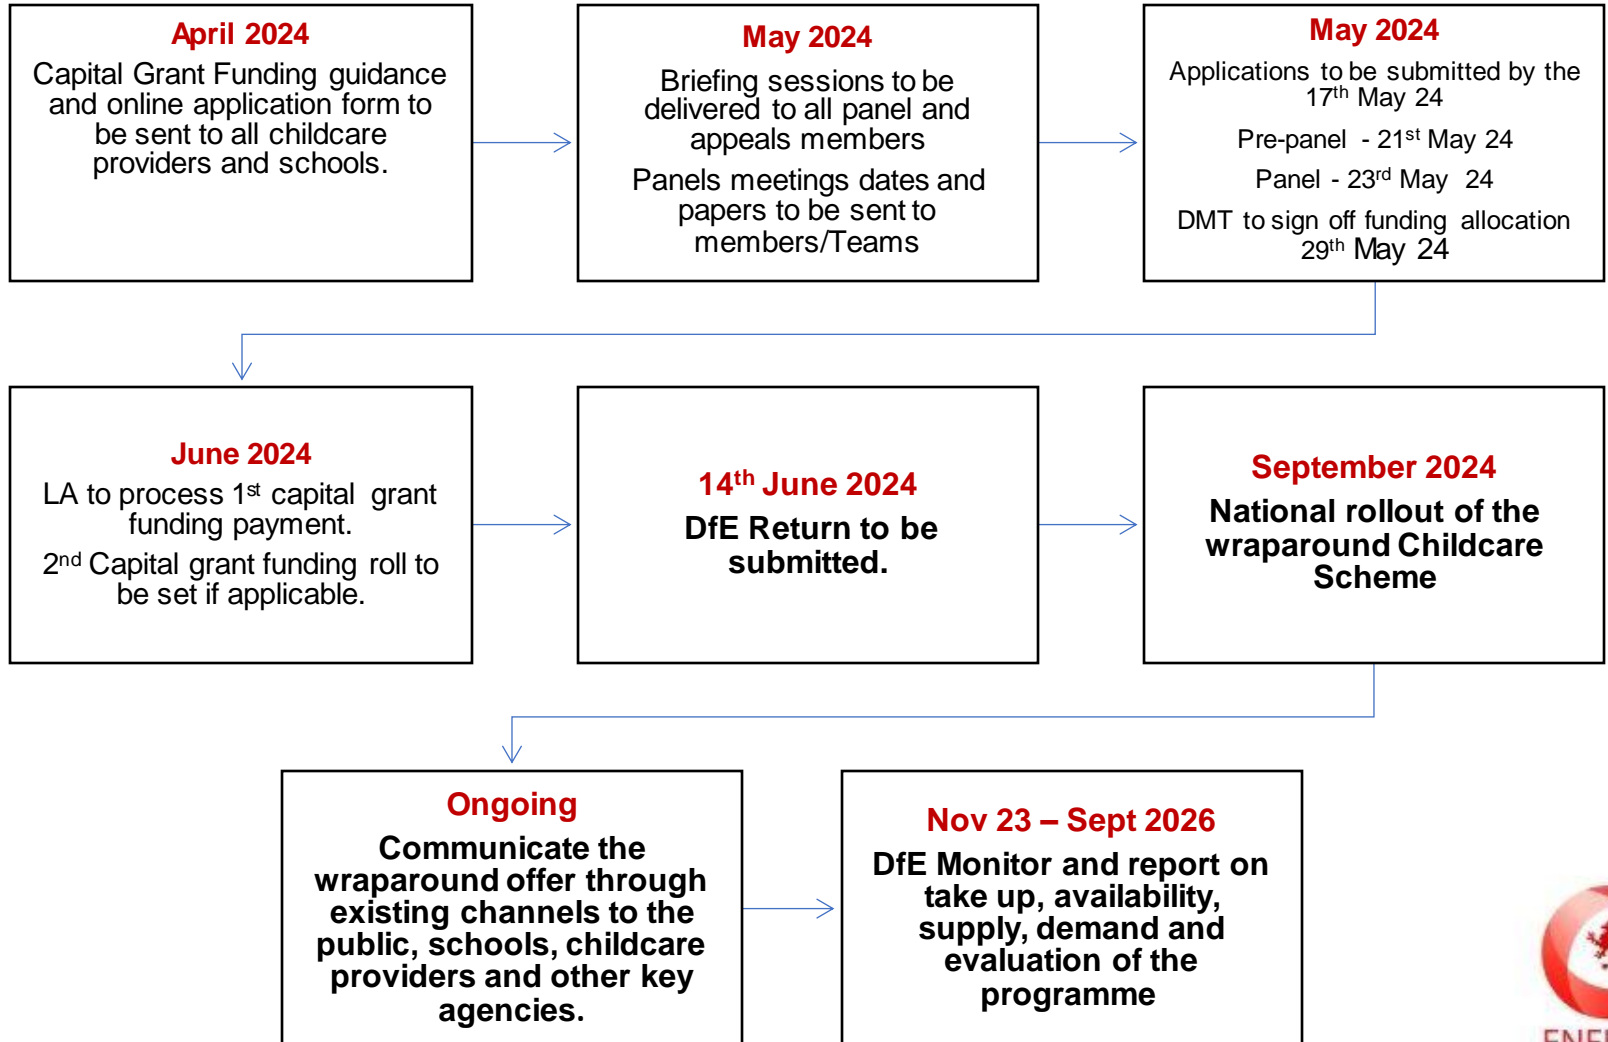 April 2024
Capital Grant Funding guidance
and online application form to
be sent to all childcare
providers and schools.
May 2024
Briefing sessions to be
delivered to all panel and
appeals members
Panels meetings dates and
papers to be sent to
members/Teams
May 2024
Applications to be submitted by the
17th May 24
Pre-panel - 21st May 24
Panel - 23rd May 24
DMT to sign off funding allocation
29th May 24
June 2024
LA to process 1st capital grant
funding payment.
2nd Capital grant funding roll to
be set if applicable.
14th June 2024
DfE Return to be
submitted.
September 2024
National rollout of the
wraparound Childcare
Scheme
Ongoing
Communicate the
wraparound offer through
existing channels to the
public, schools, childcare
providers and other key
agencies.
Nov 23 – Sept 2026
DfE Monitor and report on
take up, availability,
supply, demand and
evaluation of the
programme